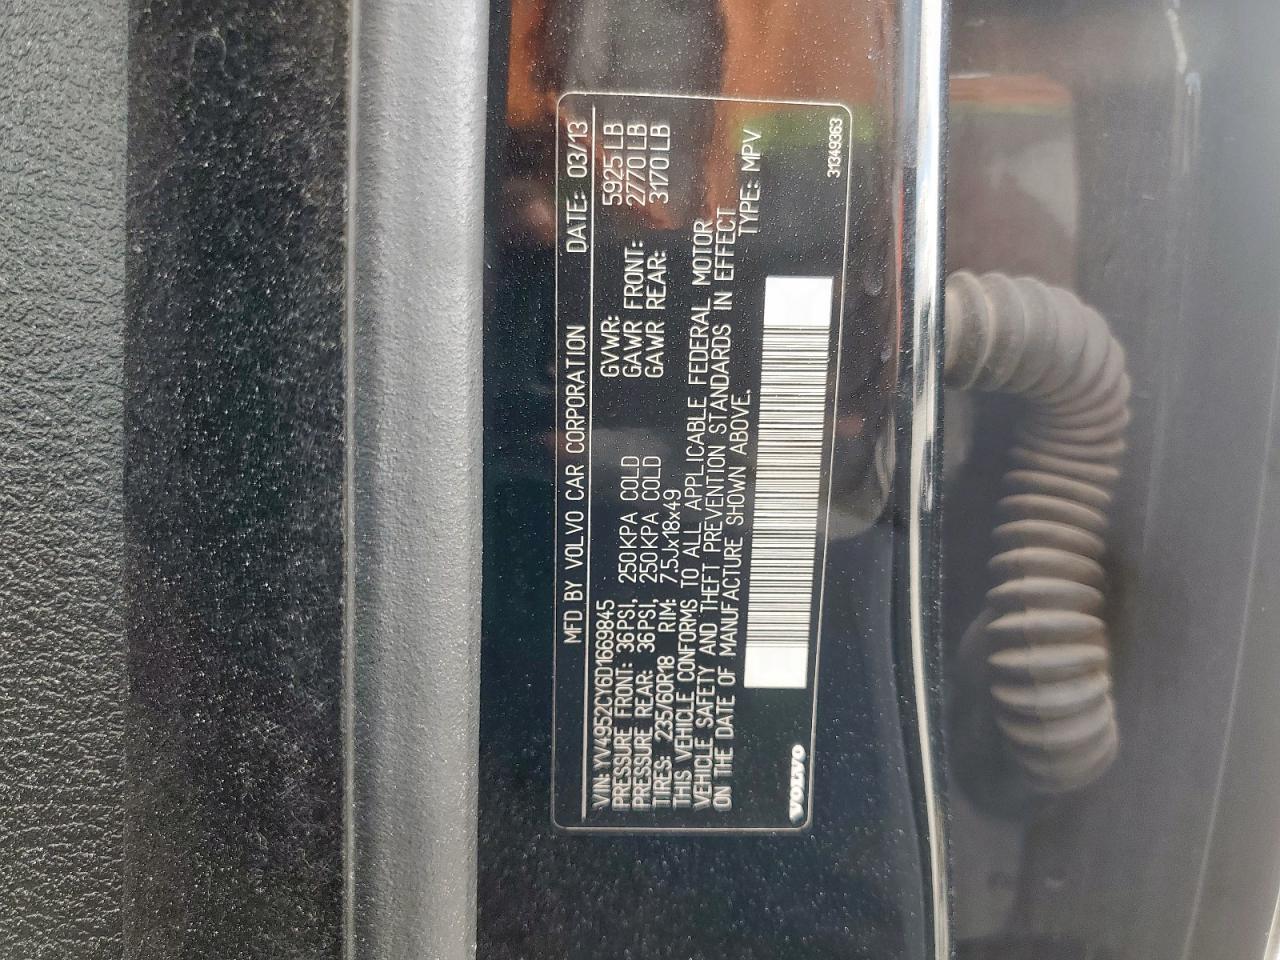 MFD BY VOLVO CAR CORPORATION DATE: 03/13
VIN: YV4952CY6D1669845 GVWR: 5925 LB
PRESSURE FRONT: 36PSI, 250KPA COLD GAWR FRONT: 2770 LB
PRESSURE REAR: 36PSI, 250KPA COLD GAWR REAR: 3170 LB
TIRES: 235/60R18 RIM: 7.5Jx18x49
THIS VEHICLE CONFORMS TO ALL APPLICABLE FEDERAL MOTOR
VEHICLE SAFETY AND THEFT PREVENTION STANDARDS IN EFFECT
ON THE DATE OF MANUFACTURE SHOWN ABOVE. TYPE: MPV
VOLVO 31349363